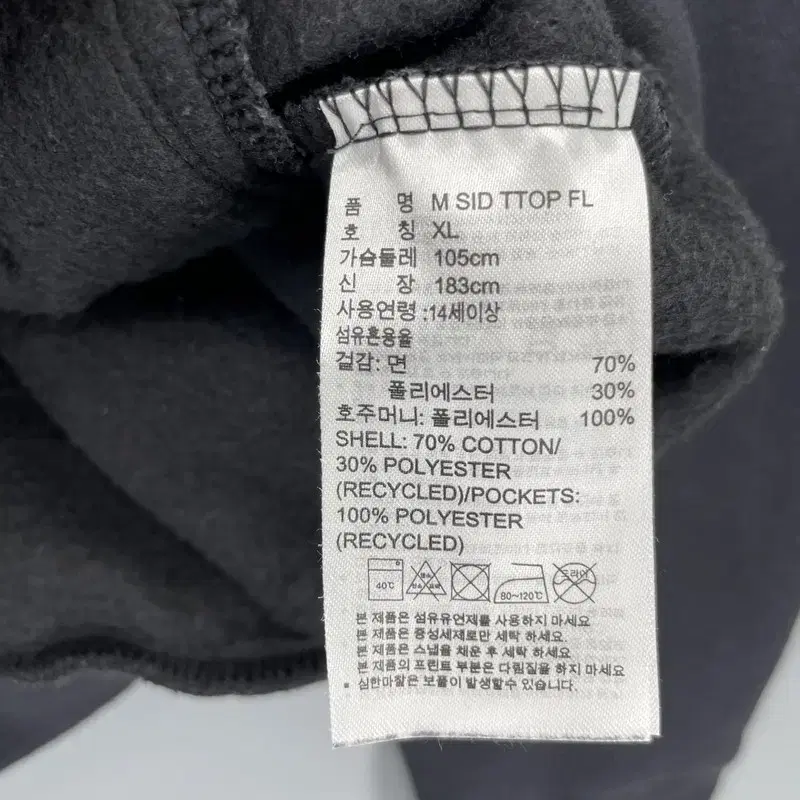 품 명 M SID TTOP FL
호 칭 XL
가슴둘레 105cm
신 장 183cm
사용연령 :14세이상
섬유혼용율
겉감: 면 70%
폴리에스터 30%
호주머니: 폴리에스터 100%
SHELL: 70% COTTON/
30% POLYESTER
(RECYCLED)/POCKETS:
100% POLYESTER
(RECYCLED)
40℃ 80~120℃ 드라이
본 제품은 섬유유연제를 사용하지 마세요
본 제품은 중성세제로만 세탁 하세요.
본 제품은 스냅을 채운 후 세탁 하세요
본 제품의 프린트 부분은 다림질을 하지 마세요
▪ 심한마찰은 보풀이 발생할수 있습니다.